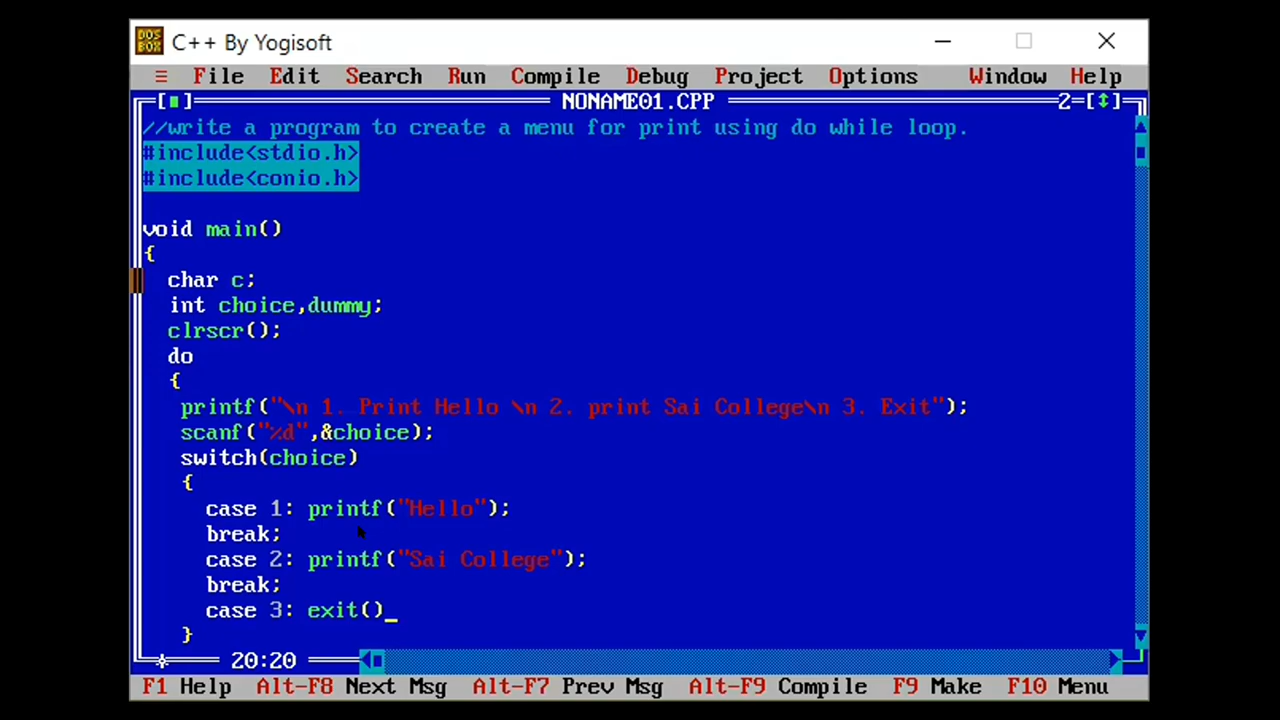 DOS BOX C++ By Yogisoft
≡ File Edit Search Run Compile Debug Project Options Window Help
[■] NONAME01.CPP 2=[↕]
//write a program to create a menu for print using do while loop.
#include<stdio.h>
#include<conio.h>
void main()
{
char c;
int choice,dummy;
clrscr();
do
{
printf("\n 1. Print Hello \n 2. print Sai College\n 3. Exit");
scanf("%d",&choice);
switch(choice)
{
case 1: printf("Hello");
break;
case 2: printf("Sai College");
break;
case 3: exit()_
}
20:20
F1 Help Alt-F8 Next Msg Alt-F7 Prev Msg Alt-F9 Compile F9 Make F10 Menu